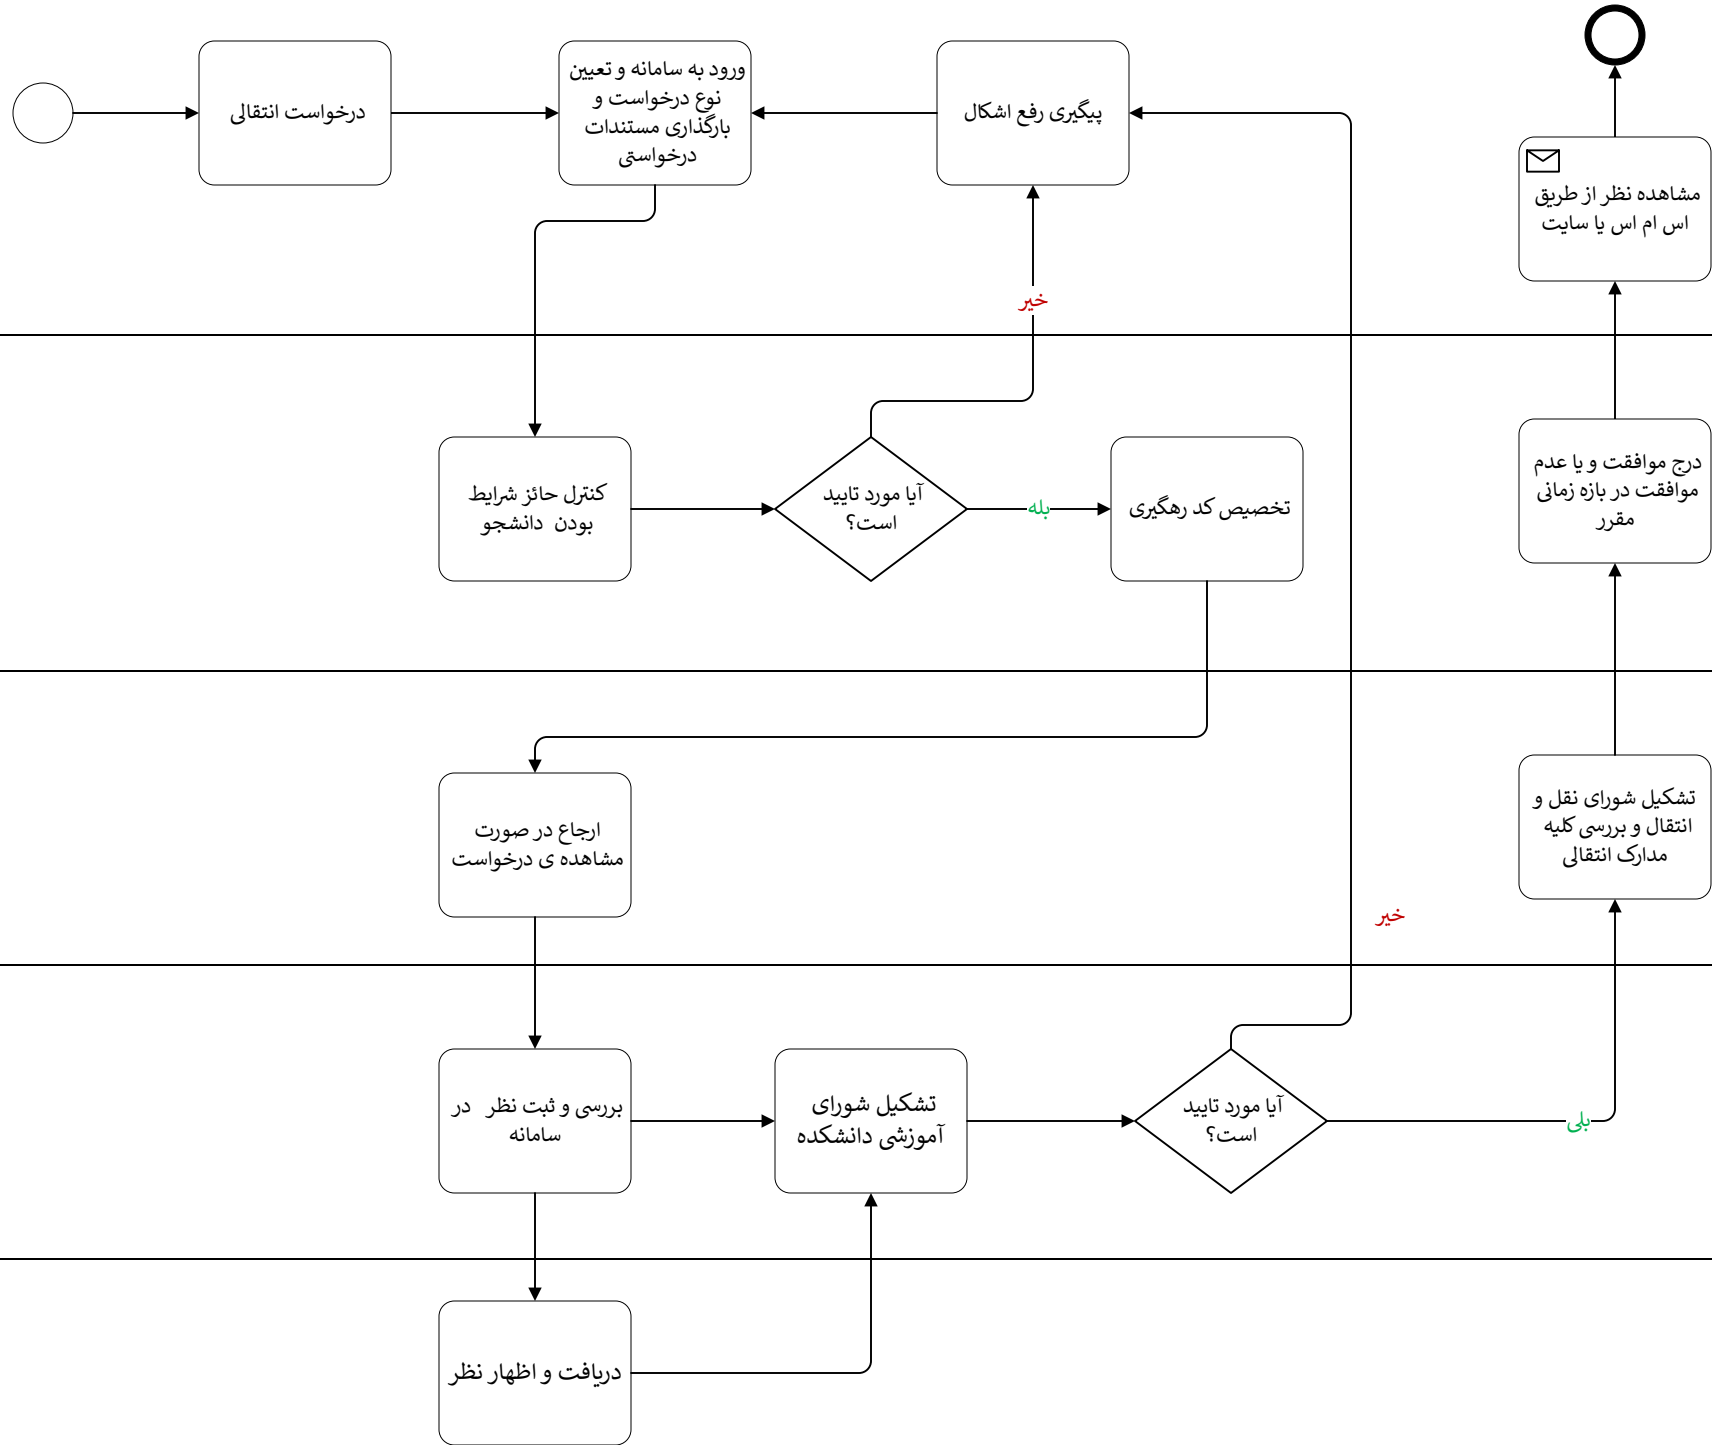 درخواست انتقالی
ورود به سامانه و تعیین
نوع درخواست و
بارگذاری مستندات
درخواستی
پیگیری رفع اشکال
مشاهده نظر از طریق
اس ام اس یا سایت
خیر
کنترل حائز شرایط
بودن دانشجو
آیا مورد تایید
است؟
بله
تخصیص کد رهگیری
درج موافقت و یا عدم
موافقت در بازه زمانی
مقرر
ارجاع در صورت
مشاهده ی درخواست
تشکیل شورای نقل و
انتقال و بررسی کلیه
مدارک انتقالی
خیر
بررسی و ثبت نظر در
سامانه
تشکیل شورای
آموزشی دانشکده
آیا مورد تایید
است؟
بلی
دریافت و اظهار نظر